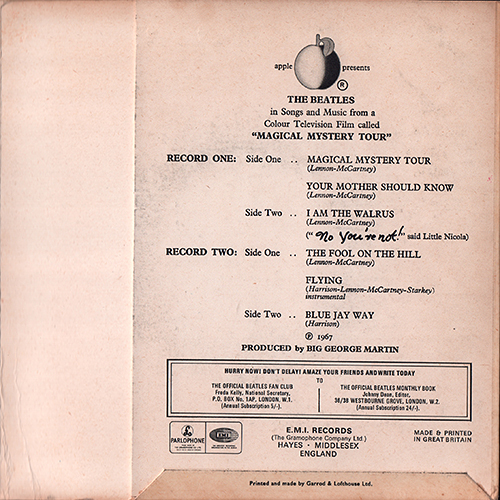 apple presents
®
THE BEATLES
in Songs and Music from a
Colour Television Film called
"MAGICAL MYSTERY TOUR"
RECORD ONE: Side One .. MAGICAL MYSTERY TOUR
(Lennon-McCartney)
YOUR MOTHER SHOULD KNOW
(Lennon-McCartney)
Side Two .. I AM THE WALRUS
(Lennon-McCartney)
("No you're not!" said Little Nicola)
RECORD TWO: Side One .. THE FOOL ON THE HILL
(Lennon-McCartney)
FLYING
(Harrison-Lennon-McCartney-Starkey)
instrumental
Side Two .. BLUE JAY WAY
(Harrison)
℗ 1967
PRODUCED by BIG GEORGE MARTIN
HURRY NOW! DON'T DELAY! AMAZE YOUR FRIENDS AND WRITE TODAY
TO
THE OFFICIAL BEATLES FAN CLUB
Freda Kelly, National Secretary,
P.O. BOX No. 1AP, LONDON, W.1.
(Annual Subscription 5/-).
THE OFFICIAL BEATLES MONTHLY BOOK
Johnny Dean, Editor,
36/38 WESTBOURNE GROVE, LONDON, W.2.
(Annual Subscription 24/-).
PARLOPHONE
EMI
E.M.I. RECORDS
(The Gramophone Company Ltd.)
HAYES · MIDDLESEX
ENGLAND
MADE & PRINTED
IN GREAT BRITAIN
Printed and made by Garrod & Lofthouse Ltd.